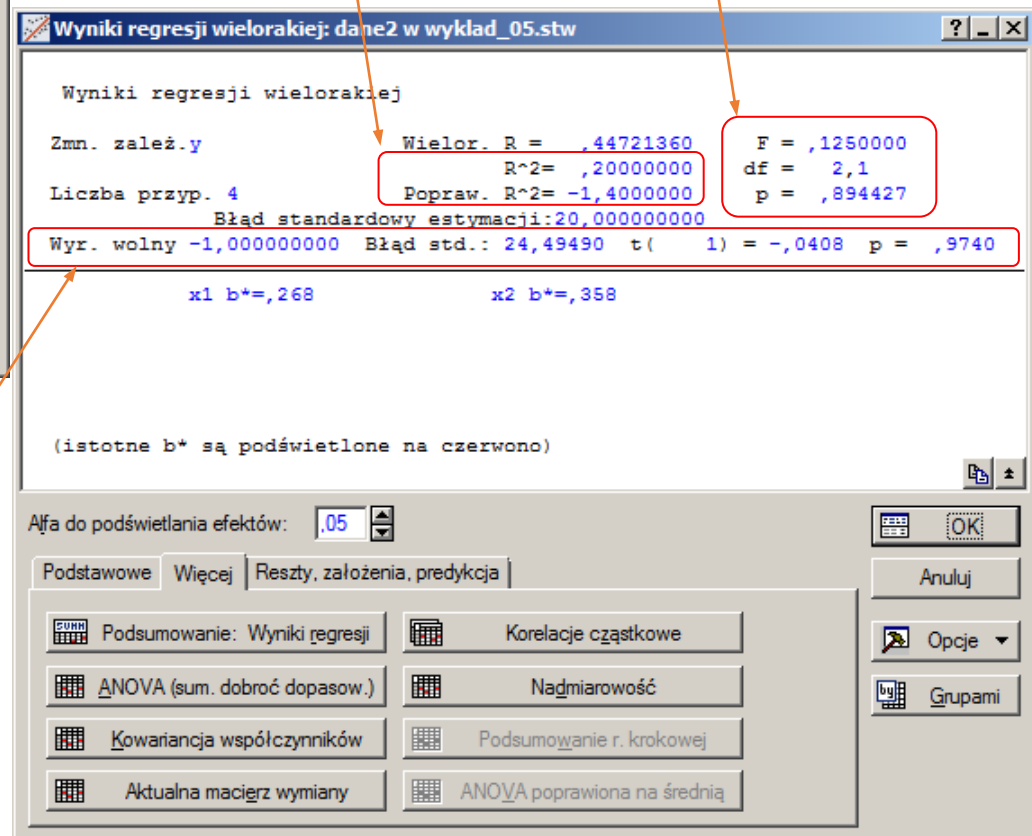 Wyniki regresji wielorakiej: dane2 w wyklad_05.stw
Wyniki regresji wielorakiej
Zmn. zależ.y Wielor. R = ,44721360 F = ,1250000
R^2= ,20000000 df = 2,1
Liczba przyp. 4 Popraw. R^2= -1,4000000 p = ,894427
Błąd standardowy estymacji:20,000000000
Wyr. wolny -1,000000000 Błąd std.: 24,49490 t( 1) = -,0408 p = ,9740
x1 b*=,268 x2 b*=,358
(istotne b* są podświetlone na czerwono)
Alfa do podświetlania efektów: ,05
OK
Podstawowe Więcej Reszty, założenia, predykcja
Anuluj
Podsumowanie: Wyniki regresji Korelacje cząstkowe
Opcje
ANOVA (sum. dobroć dopasow.) Nadmiarowość
Grupami
Kowariancja współczynników Podsumowanie r. krokowej
Aktualna macierz wymiany ANOVA poprawiona na średnią